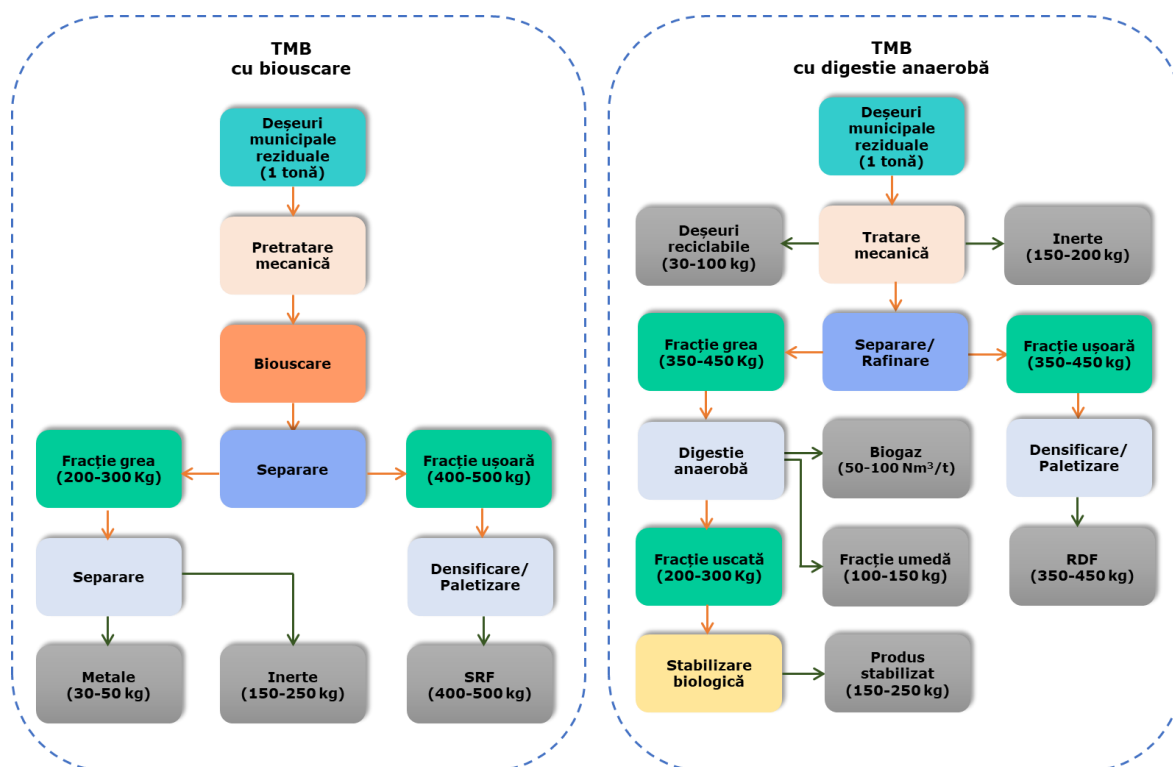 TMB
cu biouscare
Deșeuri
municipale
reziduale
(1 tonă)
Pretratare
mecanică
Biouscare
Separare
Fracție grea
(200-300 Kg)
Fracție ușoară
(400-500kg)
Separare
Densificare/
Paletizare
Metale
(30-50 kg)
Inerte
(150-250 kg)
SRF
(400-500 kg)
TMB
cu digestie anaerobă
Deșeuri
municipale
reziduale
(1 tonă)
Deșeuri
reciclabile
(30-100 kg)
Tratare
mecanică
Inerte
(150-200 kg)
Fracție grea
(350-450 Kg)
Separare/
Rafinare
Fracție ușoară
(350-450 kg)
Digestie
anaerobă
Biogaz
(50-100 Nm³/t)
Densificare/
Paletizare
Fracție uscată
(200-300 Kg)
Fracție umedă
(100-150 kg)
RDF
(350-450 kg)
Stabilizare
biologică
Produs
stabilizat
(150-250 kg)